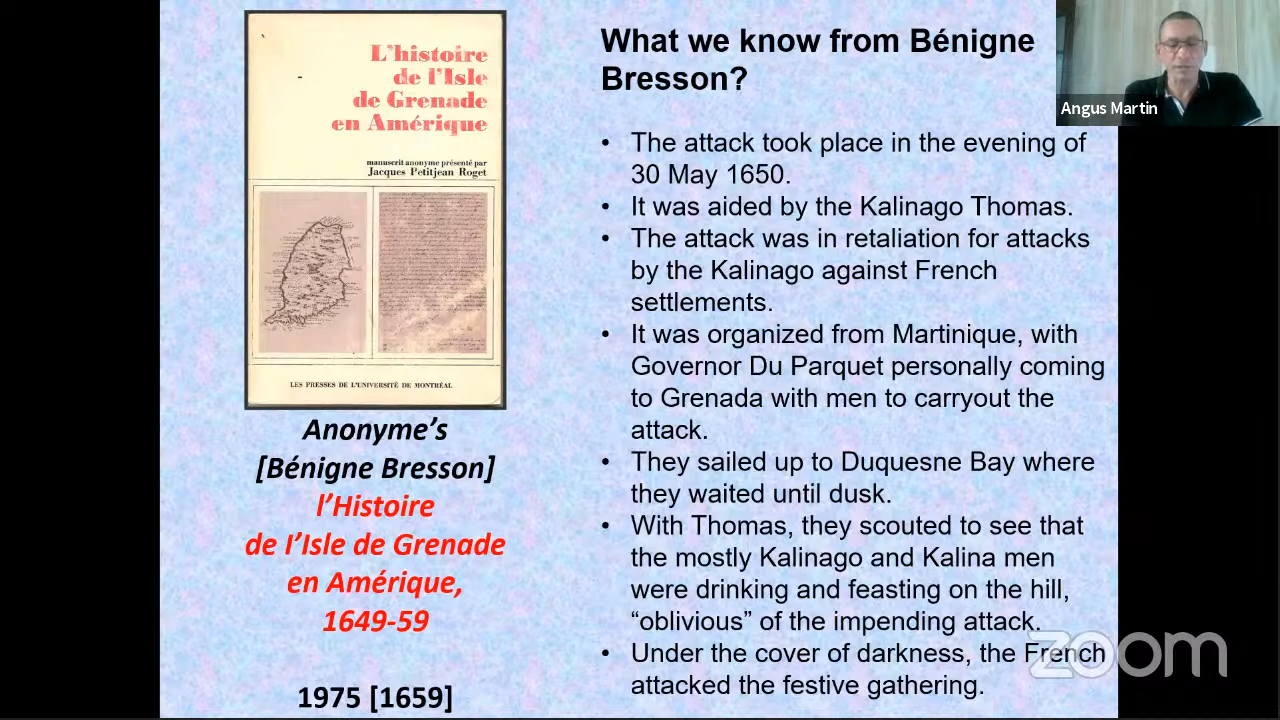 L'histoire
de l'Isle
de Grenade
en Amérique
manuscrit anonyme présenté par
Jacques Petitjean Roget
LES PRESSES DE L'UNIVERSITÉ DE MONTRÉAL
Anonyme's
[Bénigne Bresson]
l'Histoire
de l'Isle de Grenade
en Amérique,
1649-59
1975 [1659]
What we know from Bénigne
Bresson?
• The attack took place in the evening of
30 May 1650.
• It was aided by the Kalinago Thomas.
• The attack was in retaliation for attacks
by the Kalinago against French
settlements.
• It was organized from Martinique, with
Governor Du Parquet personally coming
to Grenada with men to carryout the
attack.
• They sailed up to Duquesne Bay where
they waited until dusk.
• With Thomas, they scouted to see that
the mostly Kalinago and Kalina men
were drinking and feasting on the hill,
“oblivious” of the impending attack.
• Under the cover of darkness, the French
attacked the festive gathering.
Angus Martin
zoom